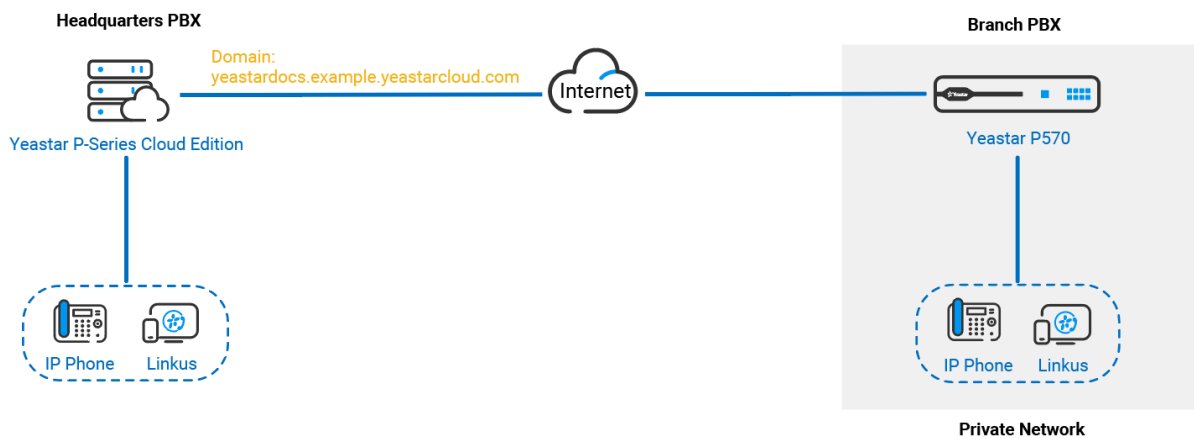 Headquarters PBX
Branch PBX
Domain:
yeastardocs.example.yeastarcloud.com
Internet
Yeastar
Yeastar P-Series Cloud Edition
Yeastar P570
IP Phone
Linkus
IP Phone
Linkus
Private Network